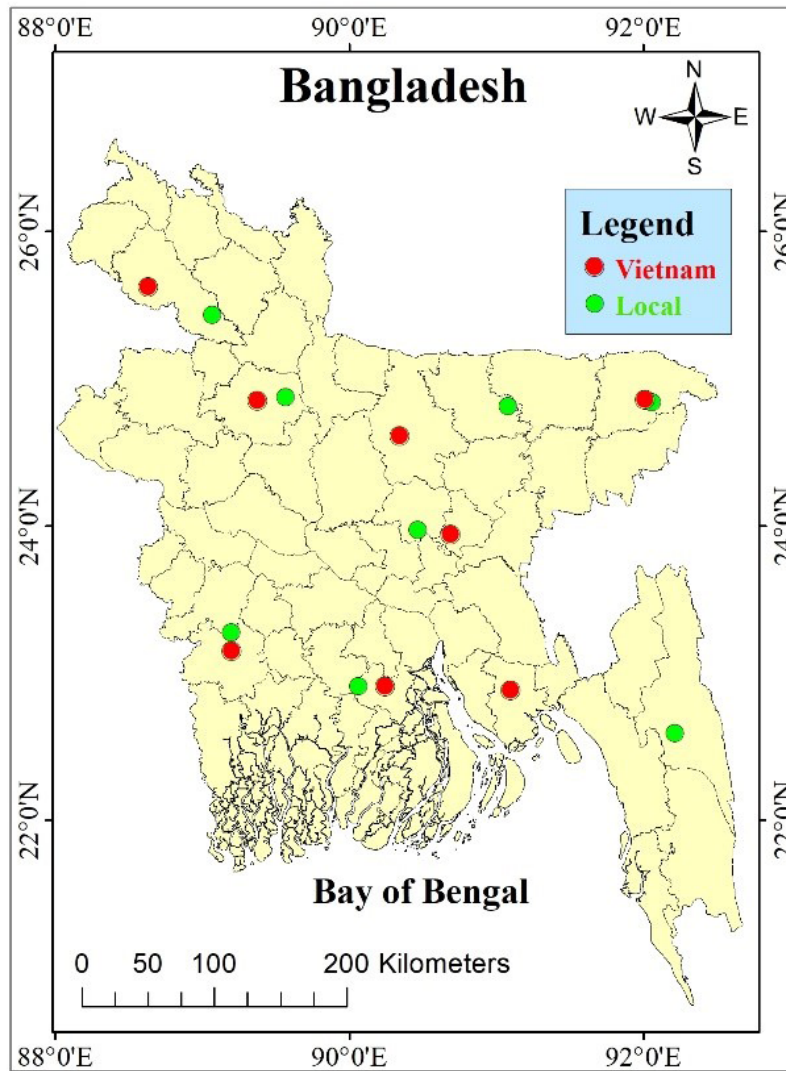 88°0'E 90°0'E 92°0'E
Bangladesh
N
W E
S
26°0'N 26°0'N
Legend
Vietnam
Local
24°0'N 24°0'N
22°0'N 22°0'N
Bay of Bengal
0 50 100 200 Kilometers
88°0'E 90°0'E 92°0'E